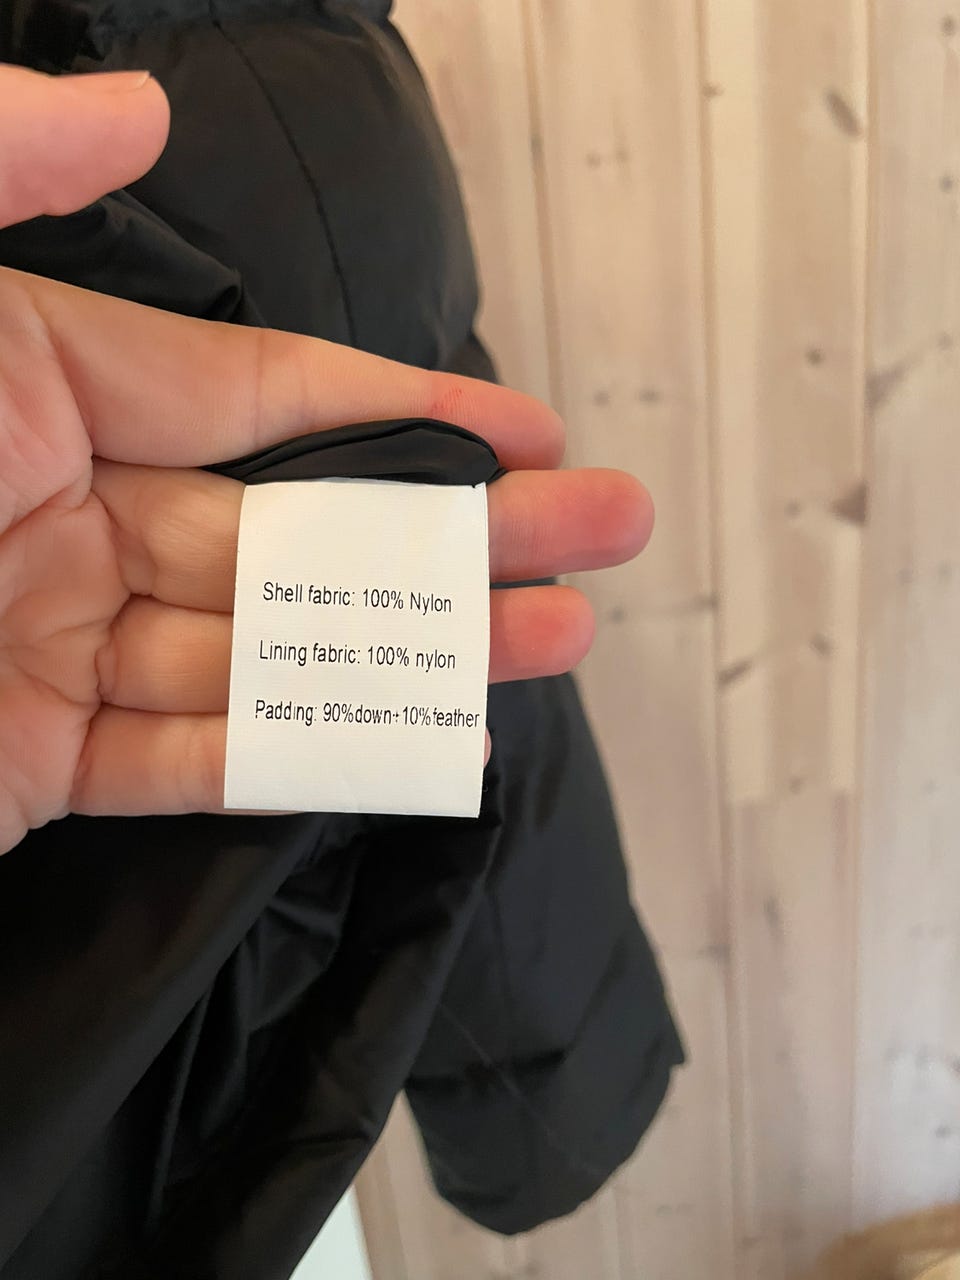 Shell fabric: 100% Nylon
Lining fabric: 100% nylon
Padding: 90%down+10%feather